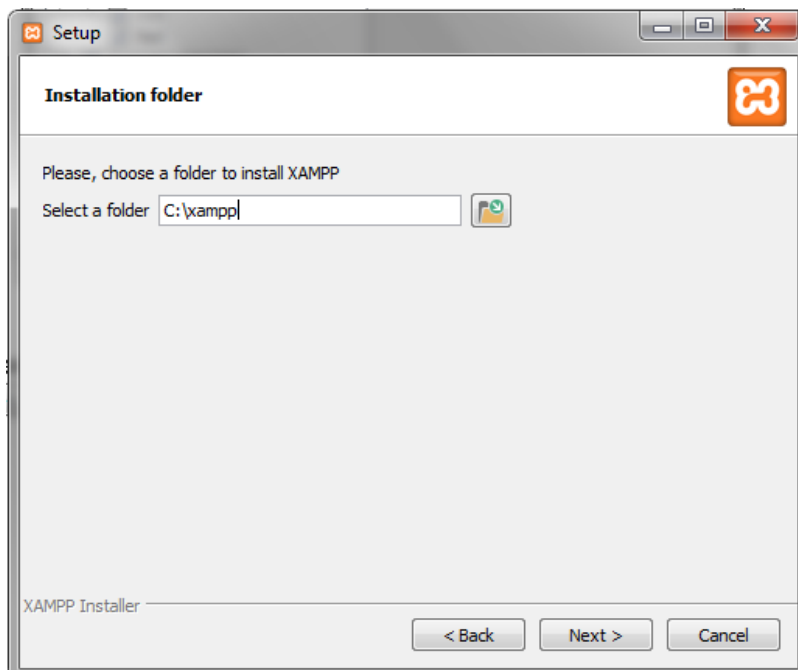 Setup
Installation folder
Please, choose a folder to install XAMPP
Select a folder C:\xampp
XAMPP Installer
< Back Next > Cancel